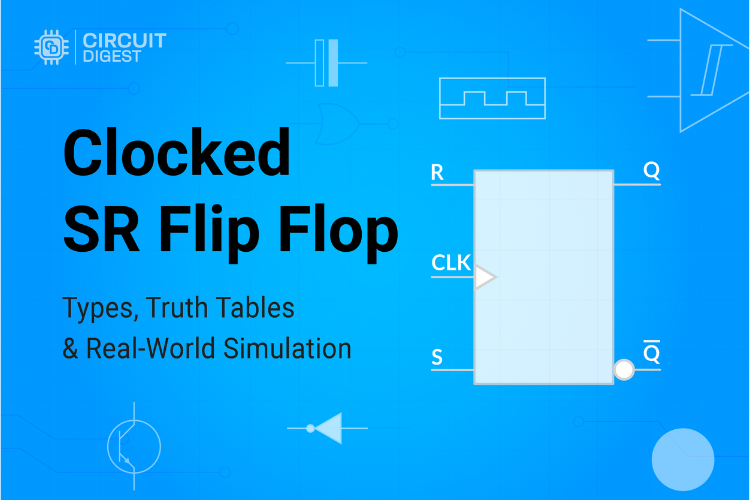 CIRCUIT
DIGEST
Clocked
SR Flip Flop
Types, Truth Tables
& Real-World Simulation
R
Q
CLK
S
Q̅